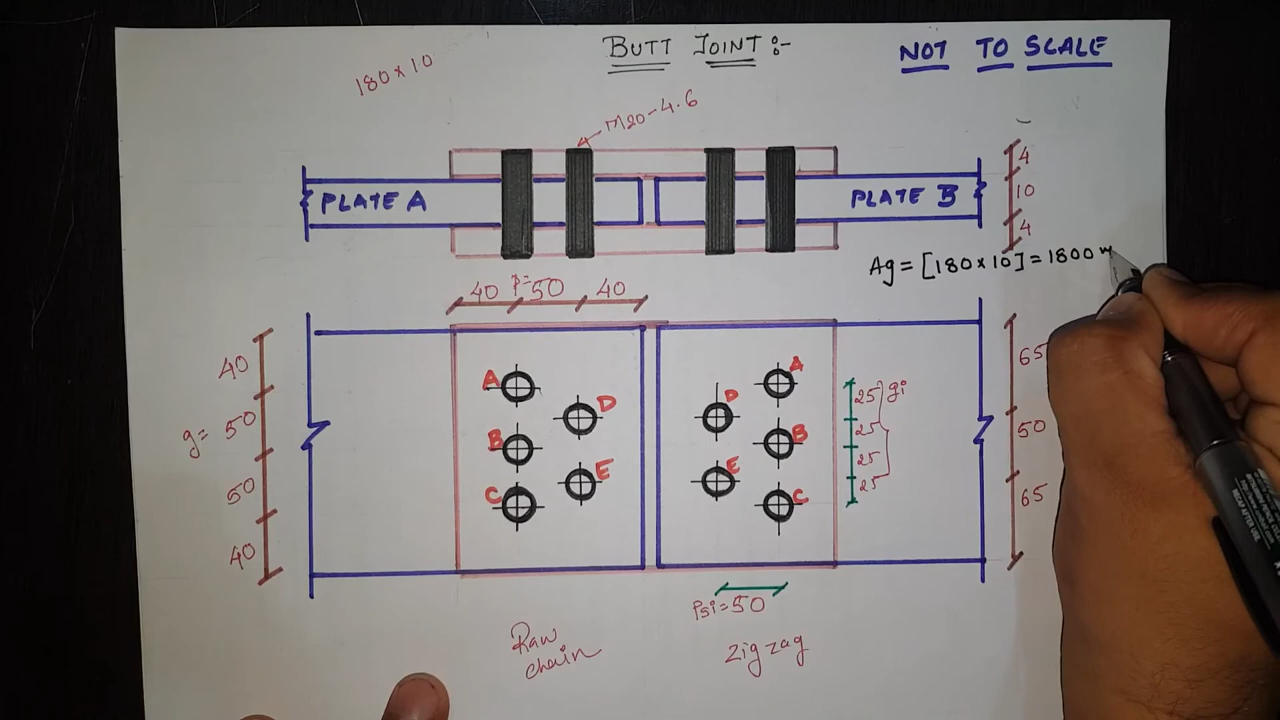 BUTT JOINT :-
NOT TO SCALE
180 x 10
M20-4.6
4
10
4
PLATE A
PLATE B
Ag = [180 x 10] = 1800 m
40 P= 50 40
40
g= 50
50
40
A
B
C
D
E
A
B
C
D
E
25
25
25
25
gi
65
50
65
Psi = 50
Raw
chain
zig zag